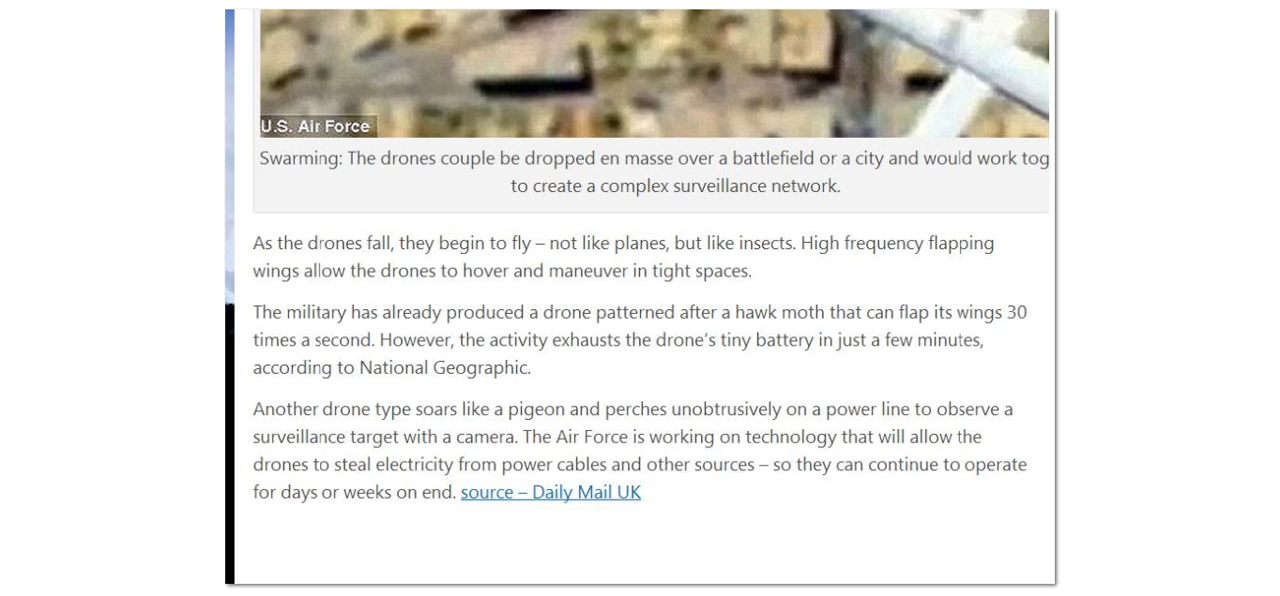 U.S. Air Force
Swarming: The drones couple be dropped en masse over a battlefield or a city and would work tog
to create a complex surveillance network.
As the drones fall, they begin to fly – not like planes, but like insects. High frequency flapping
wings allow the drones to hover and maneuver in tight spaces.
The military has already produced a drone patterned after a hawk moth that can flap its wings 30
times a second. However, the activity exhausts the drone’s tiny battery in just a few minutes,
according to National Geographic.
Another drone type soars like a pigeon and perches unobtrusively on a power line to observe a
surveillance target with a camera. The Air Force is working on technology that will allow the
drones to steal electricity from power cables and other sources – so they can continue to operate
for days or weeks on end. source – Daily Mail UK